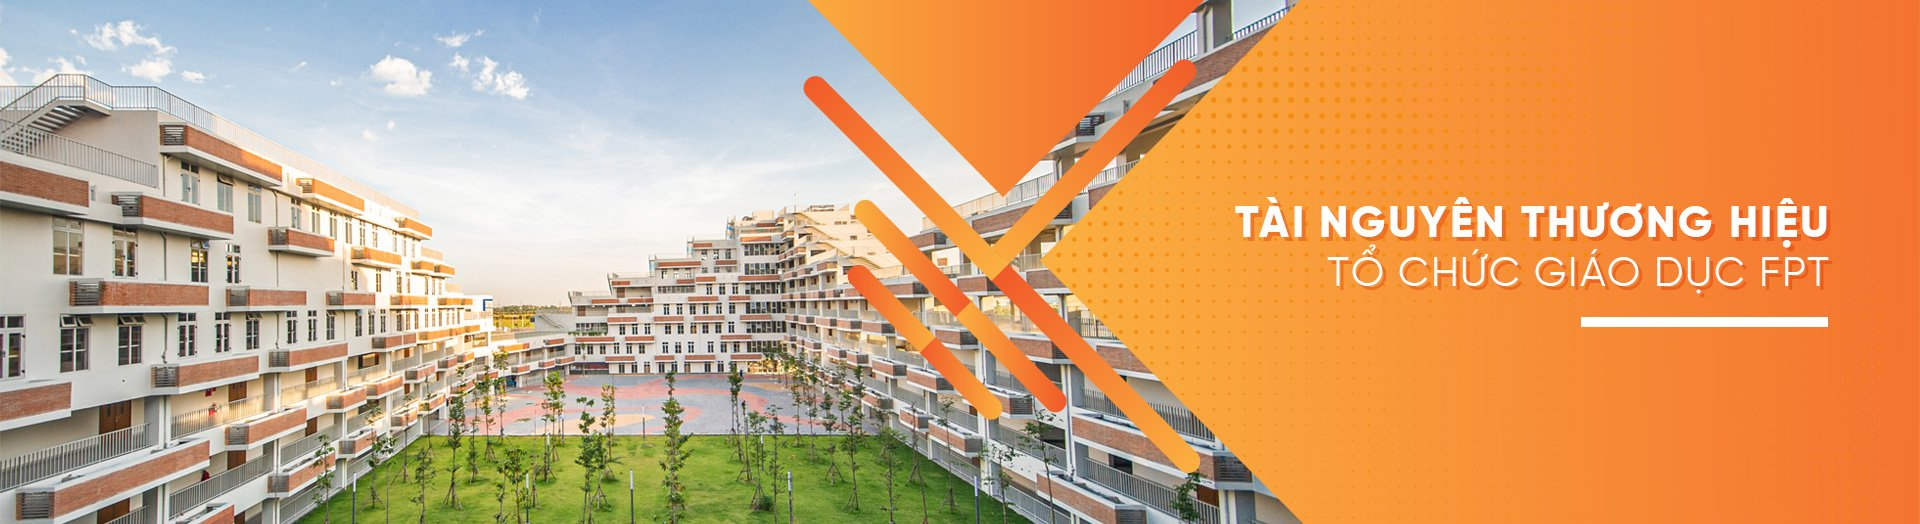 TÀI NGUYÊN THƯƠNG HIỆU
TỔ CHỨC GIÁO DỤC FPT